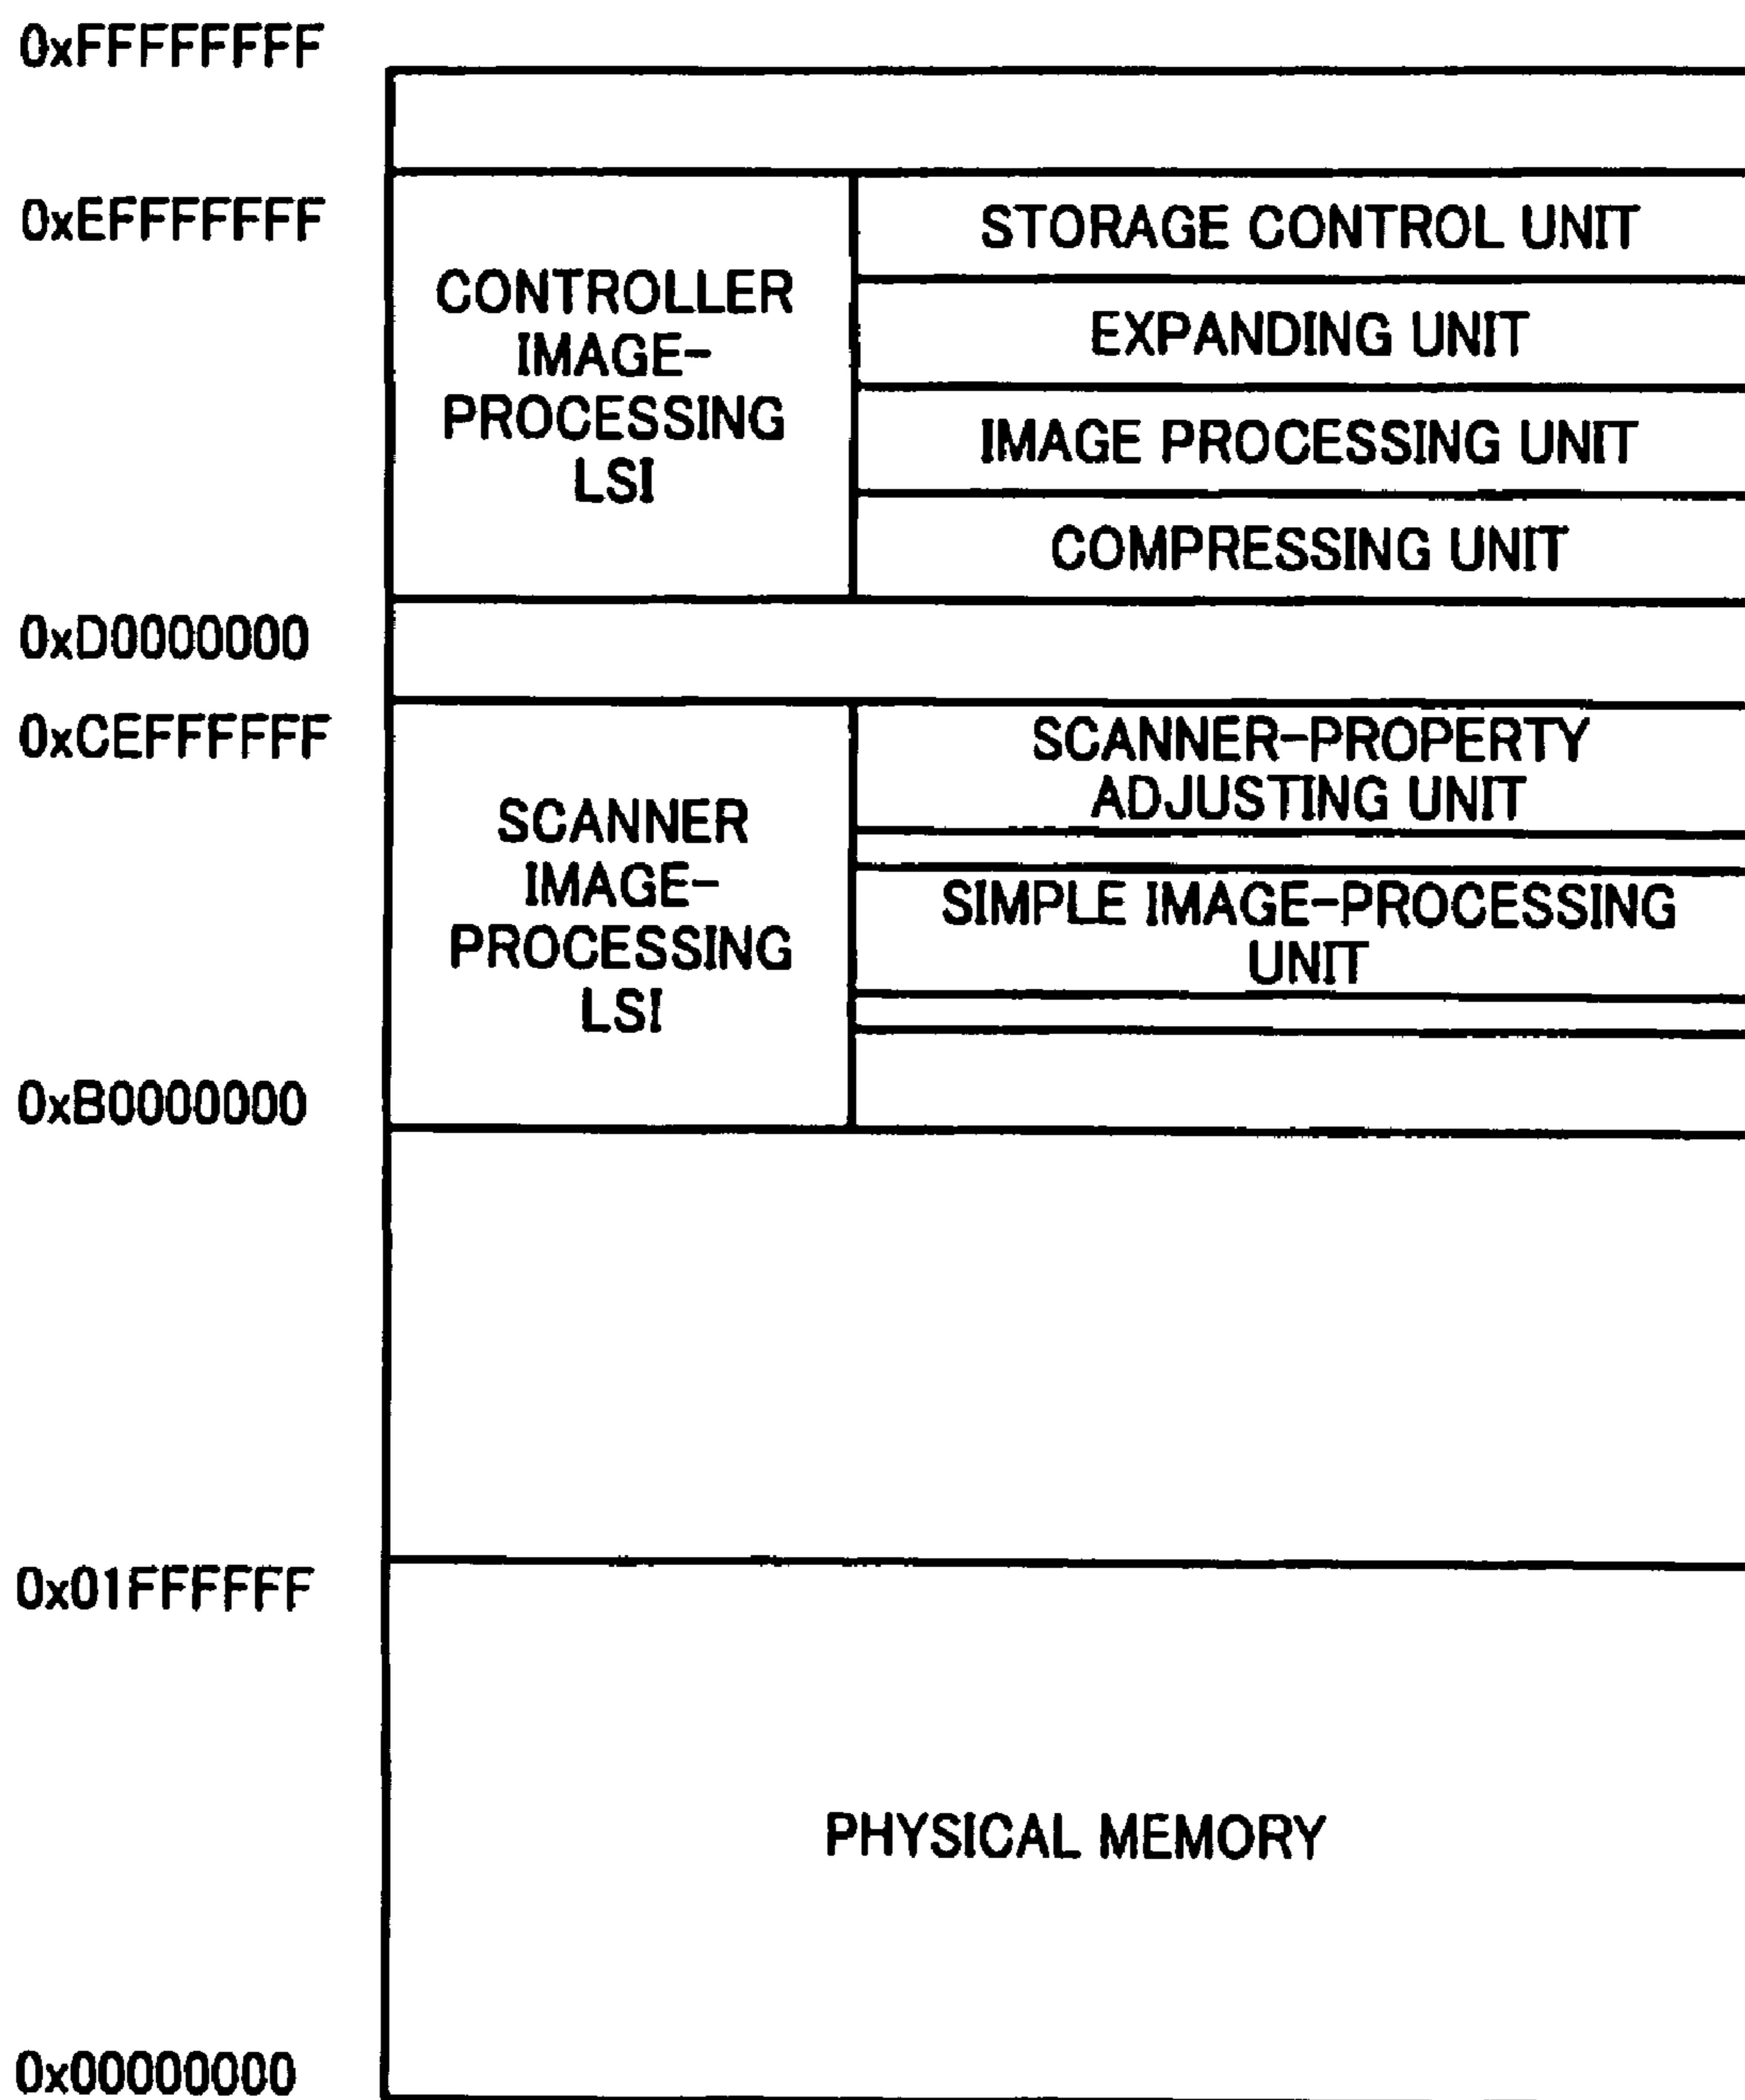 0xFFFFFFFF
0xEFFFFFFF
CONTROLLER
IMAGE-
PROCESSING
LSI
STORAGE CONTROL UNIT
EXPANDING UNIT
IMAGE PROCESSING UNIT
COMPRESSING UNIT
0xD0000000
0xCEFFFFFF
SCANNER
IMAGE-
PROCESSING
LSI
SCANNER-PROPERTY
ADJUSTING UNIT
SIMPLE IMAGE-PROCESSING
UNIT
0xB0000000
0x01FFFFFF
PHYSICAL MEMORY
0x00000000